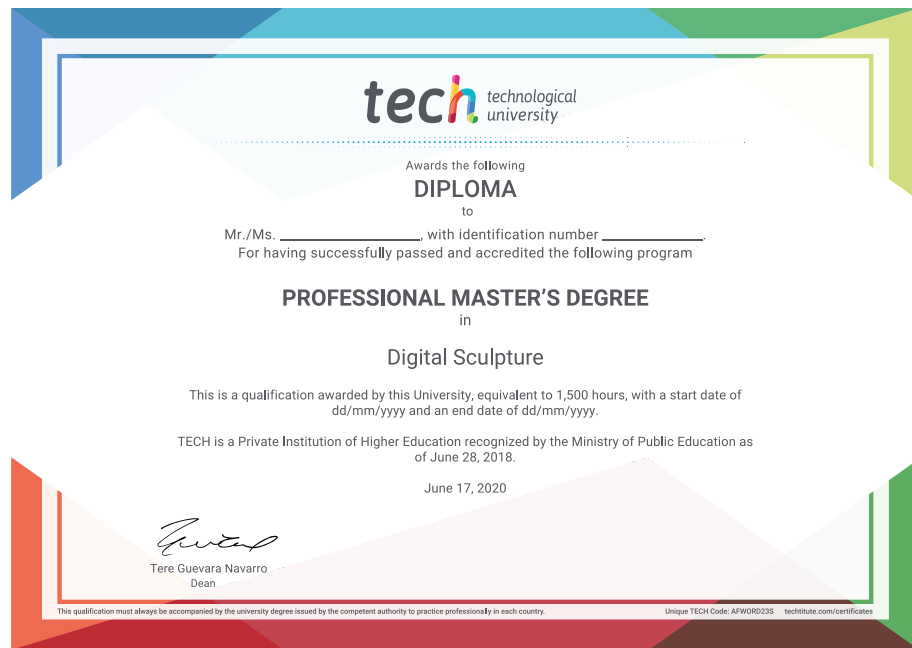 tech technological
university
Awards the following
DIPLOMA
to
Mr./Ms. ____________________, with identification number ______________.
For having successfully passed and accredited the following program
PROFESSIONAL MASTER'S DEGREE
in
Digital Sculpture
This is a qualification awarded by this University, equivalent to 1,500 hours, with a start date of
dd/mm/yyyy and an end date of dd/mm/yyyy.
TECH is a Private Institution of Higher Education recognized by the Ministry of Public Education as
of June 28, 2018.
June 17, 2020
Tere Guevara Navarro
Dean
This qualification must always be accompanied by the university degree issued by the competent authority to practice professionally in each country. Unique TECH Code: AFWORD23S techtitute.com/certificates